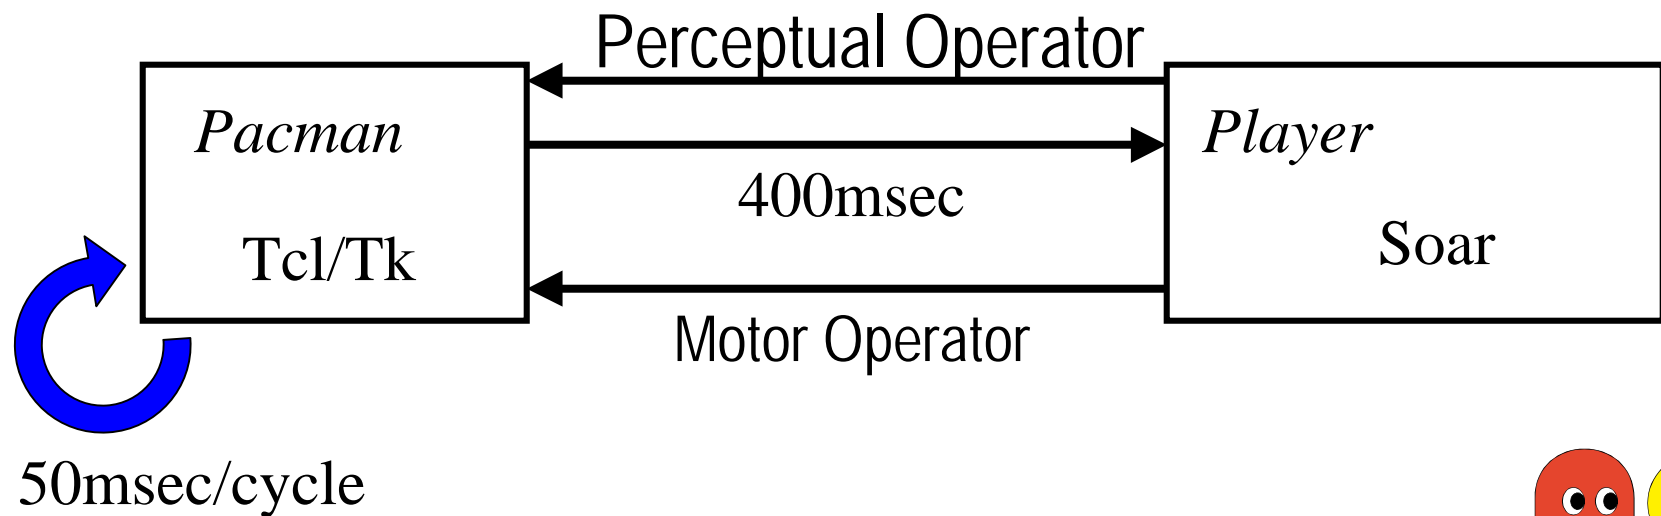 Perceptual Operator
Pacman
Player
400msec
Tcl/Tk
Soar
Motor Operator
50msec/cycle